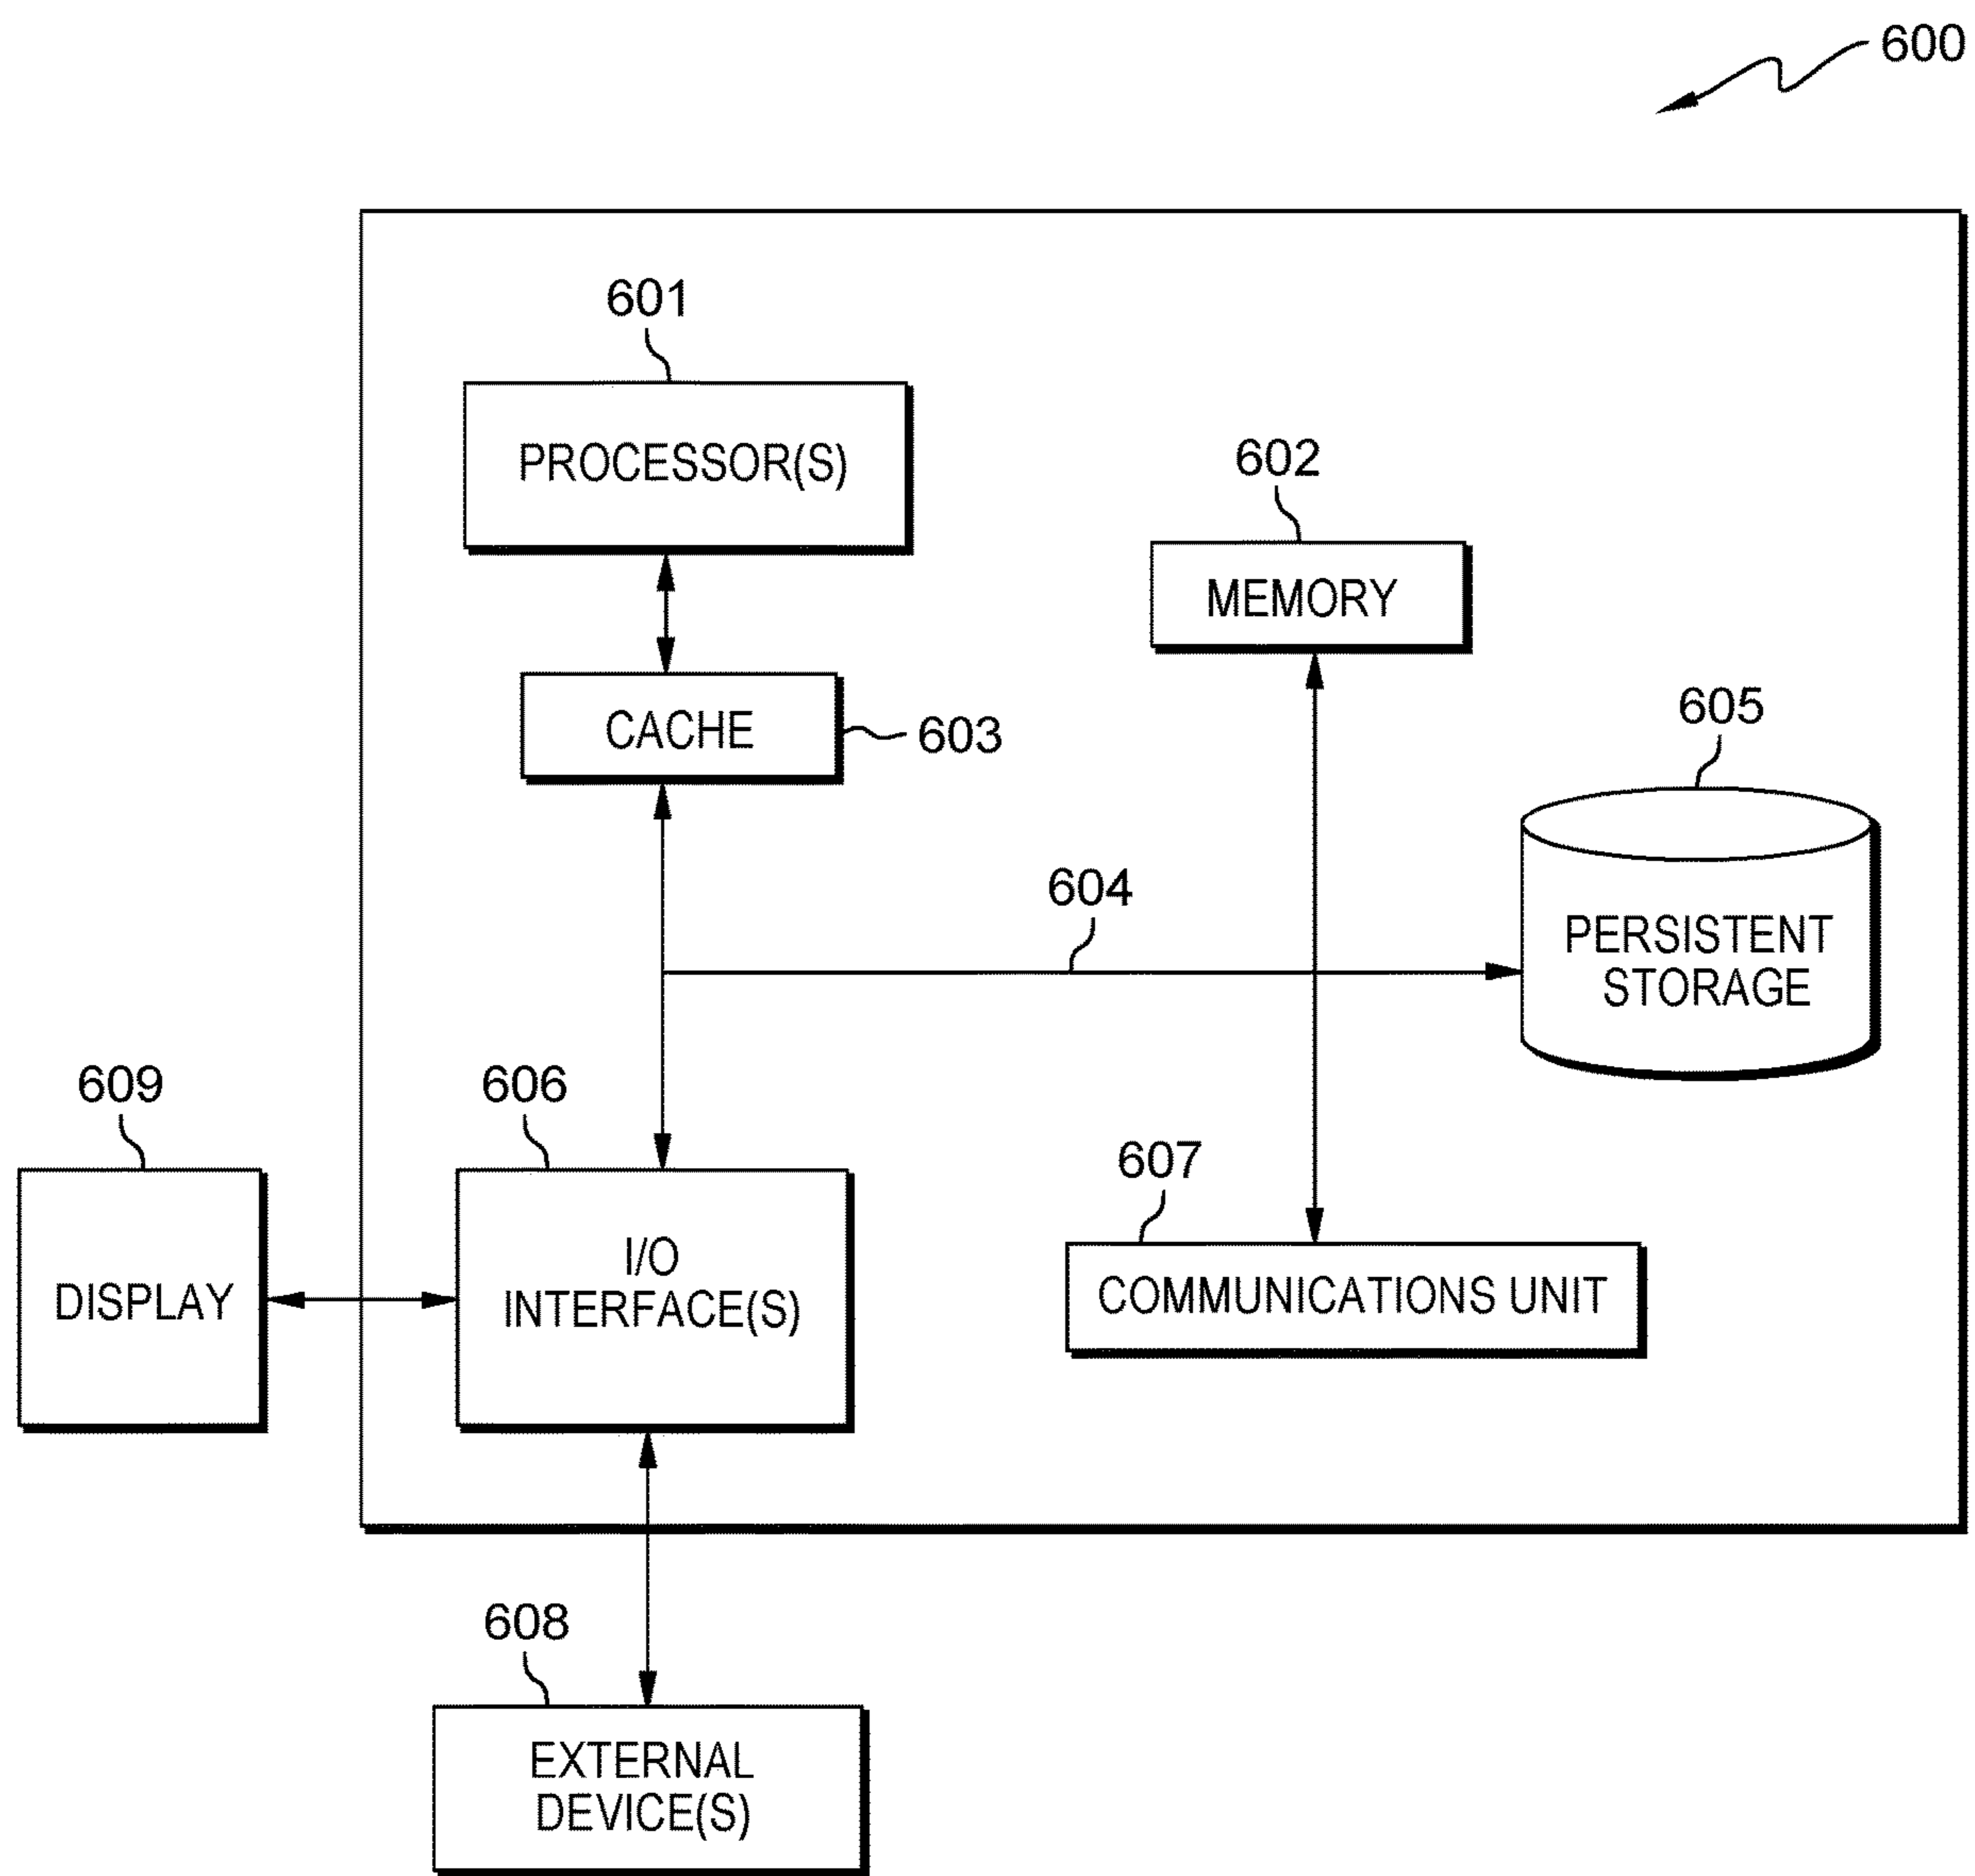 600
601
PROCESSOR(S)
602
MEMORY
CACHE
603
605
604
PERSISTENT
STORAGE
609
606
607
DISPLAY
I/O
INTERFACE(S)
COMMUNICATIONS UNIT
608
EXTERNAL
DEVICE(S)